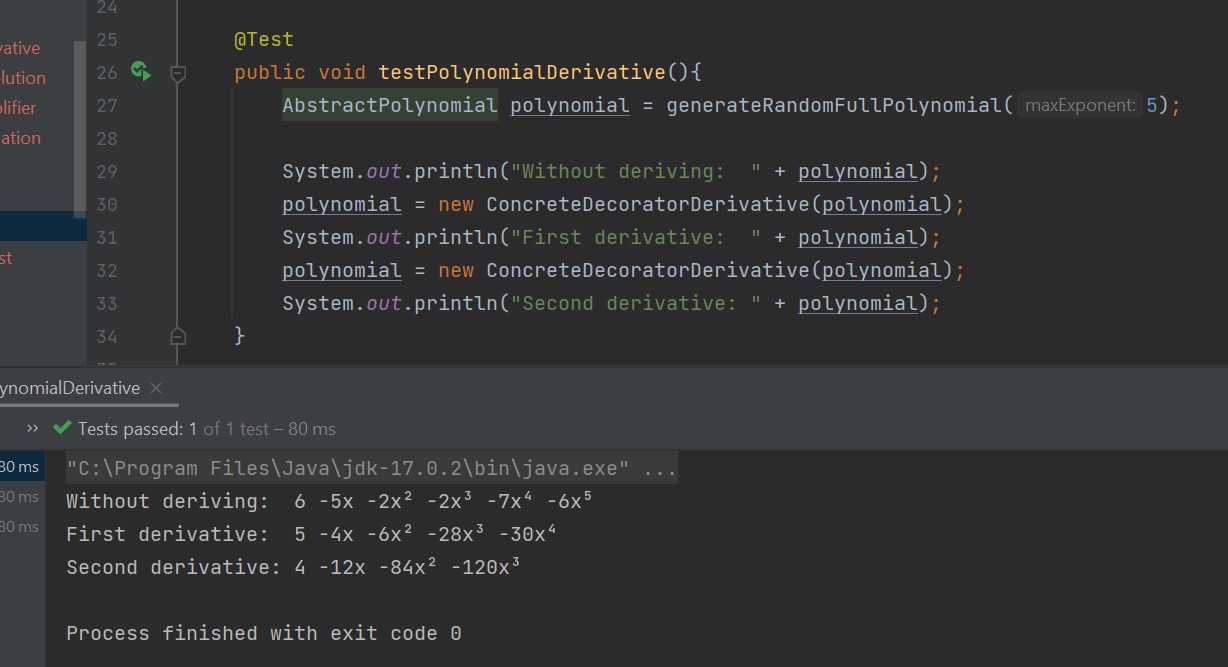 24
vative
lution
plifier
ation
st
25 @Test
26 public void testPolynomialDerivative(){
27 AbstractPolynomial polynomial = generateRandomFullPolynomial( maxExponent: 5);
28
29 System.out.println("Without deriving:  " + polynomial);
30 polynomial = new ConcreteDecoratorDerivative(polynomial);
31 System.out.println("First derivative:  " + polynomial);
32 polynomial = new ConcreteDecoratorDerivative(polynomial);
33 System.out.println("Second derivative: " + polynomial);
34 }
ynomialDerivative ×
» Tests passed: 1 of 1 test – 80 ms
80 ms
80 ms
80 ms
"C:\Program Files\Java\jdk-17.0.2\bin\java.exe" ...
Without deriving:  6 -5x -2x² -2x³ -7x⁴ -6x⁵
First derivative:  5 -4x -6x² -28x³ -30x⁴
Second derivative: 4 -12x -84x² -120x³
Process finished with exit code 0